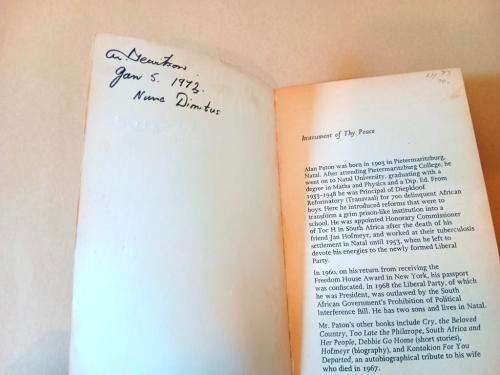 Jan 5. 1973.
Nunc Dimitus
Instrument of Thy Peace
Alan Paton was born in 1903 in Pietermaritzburg,
Natal. After attending Pietermaritzburg College, he
went on to Natal University, graduating with a
degree in Maths and Physics and a Dip. Ed. From
1935–1948 he was Principal of Diepkloof
Reformatory (Transvaal) for 700 delinquent African
boys. Here he introduced reforms that were to
transform a grim prison-like institution into a
school. He was appointed Honorary Commissioner
of Toc H in South Africa after the death of his
friend Jan Hofmeyr, and worked at their tuberculosis
settlement in Natal until 1953, when he left to
devote his energies to the newly formed Liberal
Party.
In 1960, on his return from receiving the
Freedom House Award in New York, his passport
was confiscated. In 1968 the Liberal Party, of which
he was President, was outlawed by the South
African Government's Prohibition of Political
Interference Bill. He has two sons and lives in Natal.
Mr. Paton's other books include Cry, the Beloved
Country, Too Late the Phalarope, South Africa and
Her People, Debbie Go Home (short stories),
Hofmeyr (biography), and Kontakion For You
Departed, an autobiographical tribute to his wife
who died in 1967.